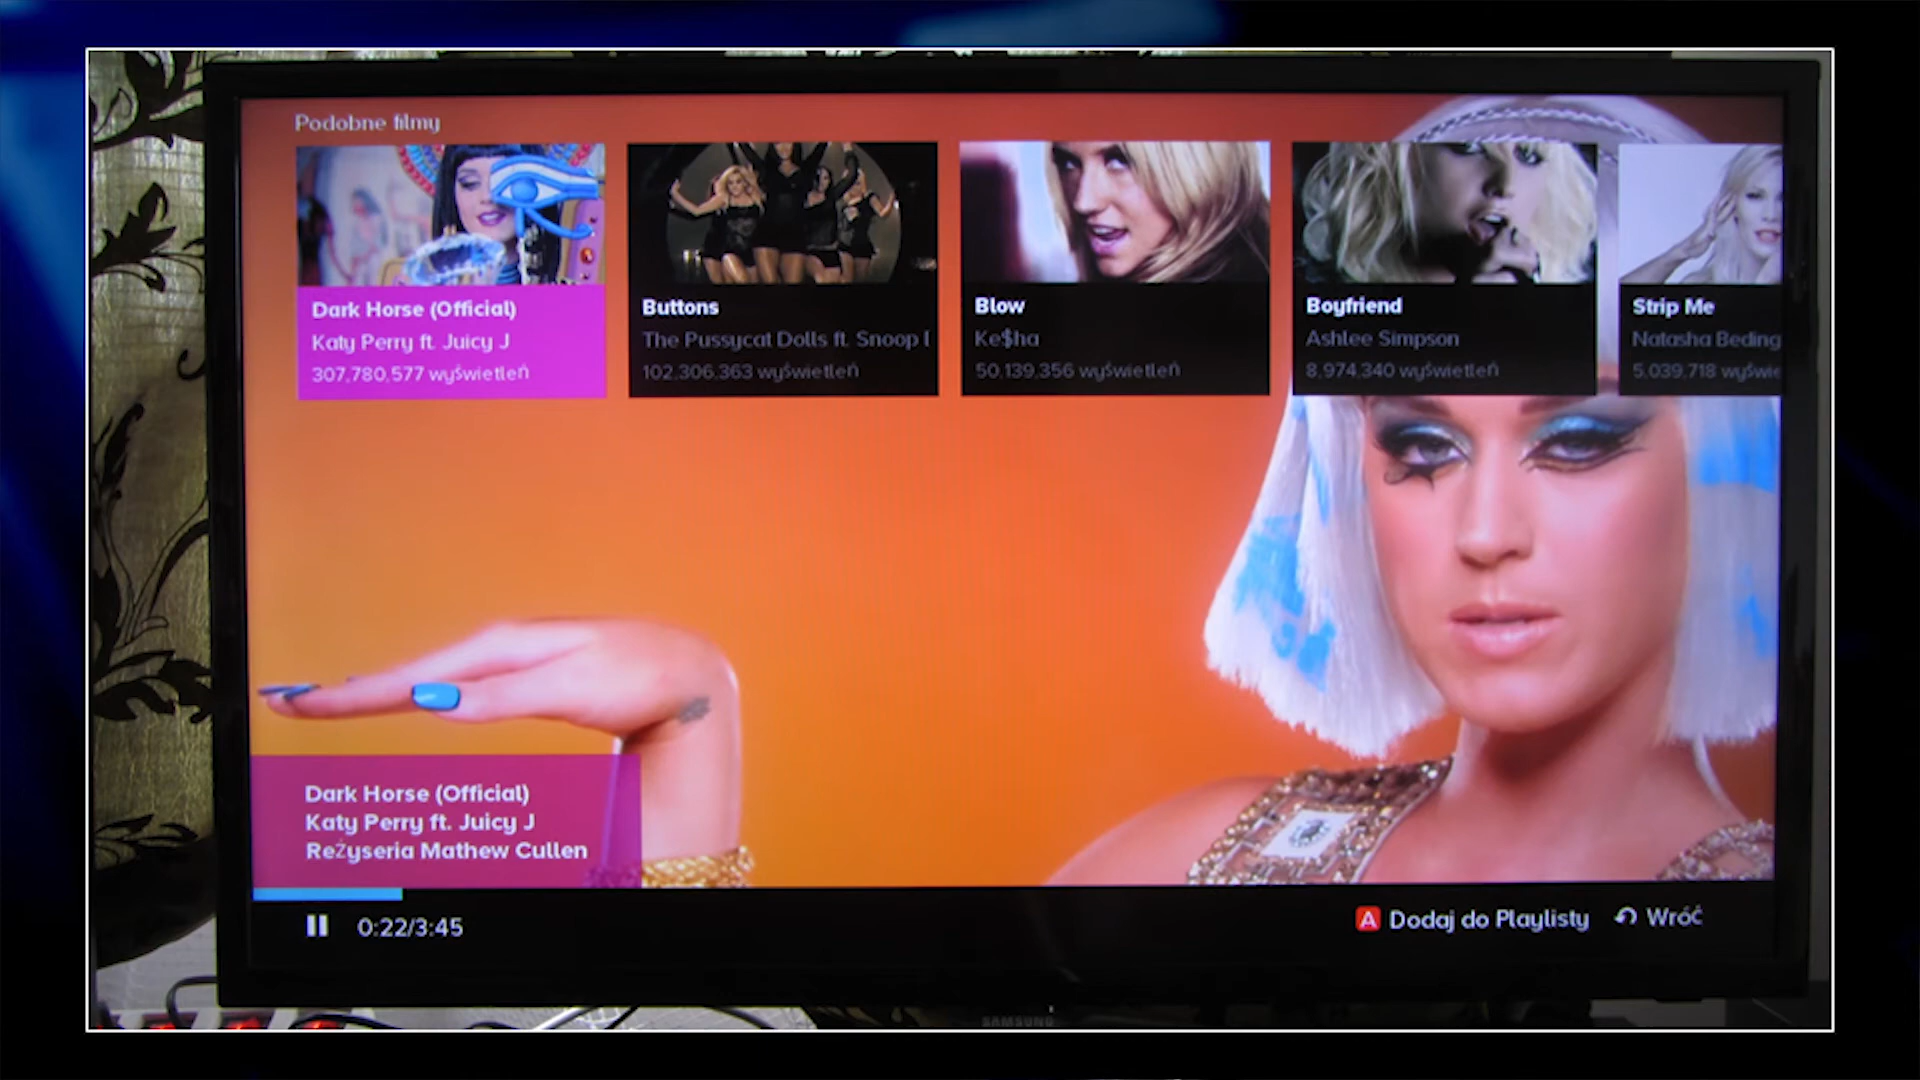 Podobne filmy
Dark Horse (Official)
Katy Perry ft. Juicy J
307,780,577 wyświetleń
Buttons
The Pussycat Dolls ft. Snoop
102,306,363 wyświetleń
Blow
Ke$ha
50,139,356 wyświetleń
Boyfriend
Ashlee Simpson
8,974,340 wyświetleń
Strip Me
Natasha Beding
5,039,718 wyświe
Dark Horse (Official)
Katy Perry ft. Juicy J
Reżyseria Mathew Cullen
0:22/3:45
A Dodaj do Playlisty
Wróć
SAMSUNG